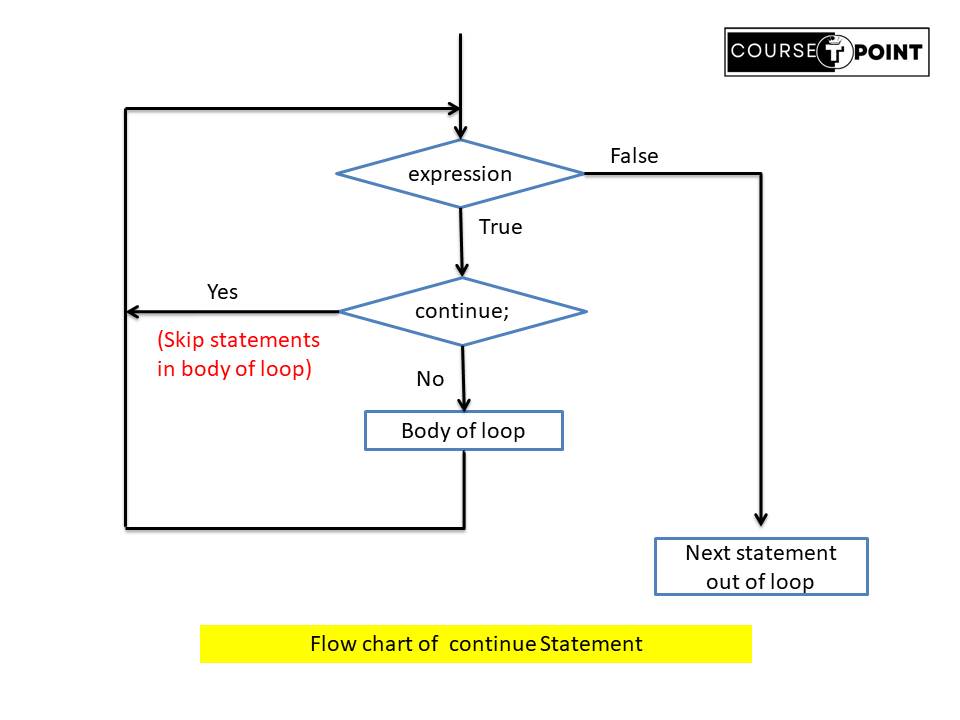 COURSE T POINT
expression
False
True
continue;
Yes
(Skip statements
in body of loop)
No
Body of loop
Next statement
out of loop
Flow chart of continue Statement